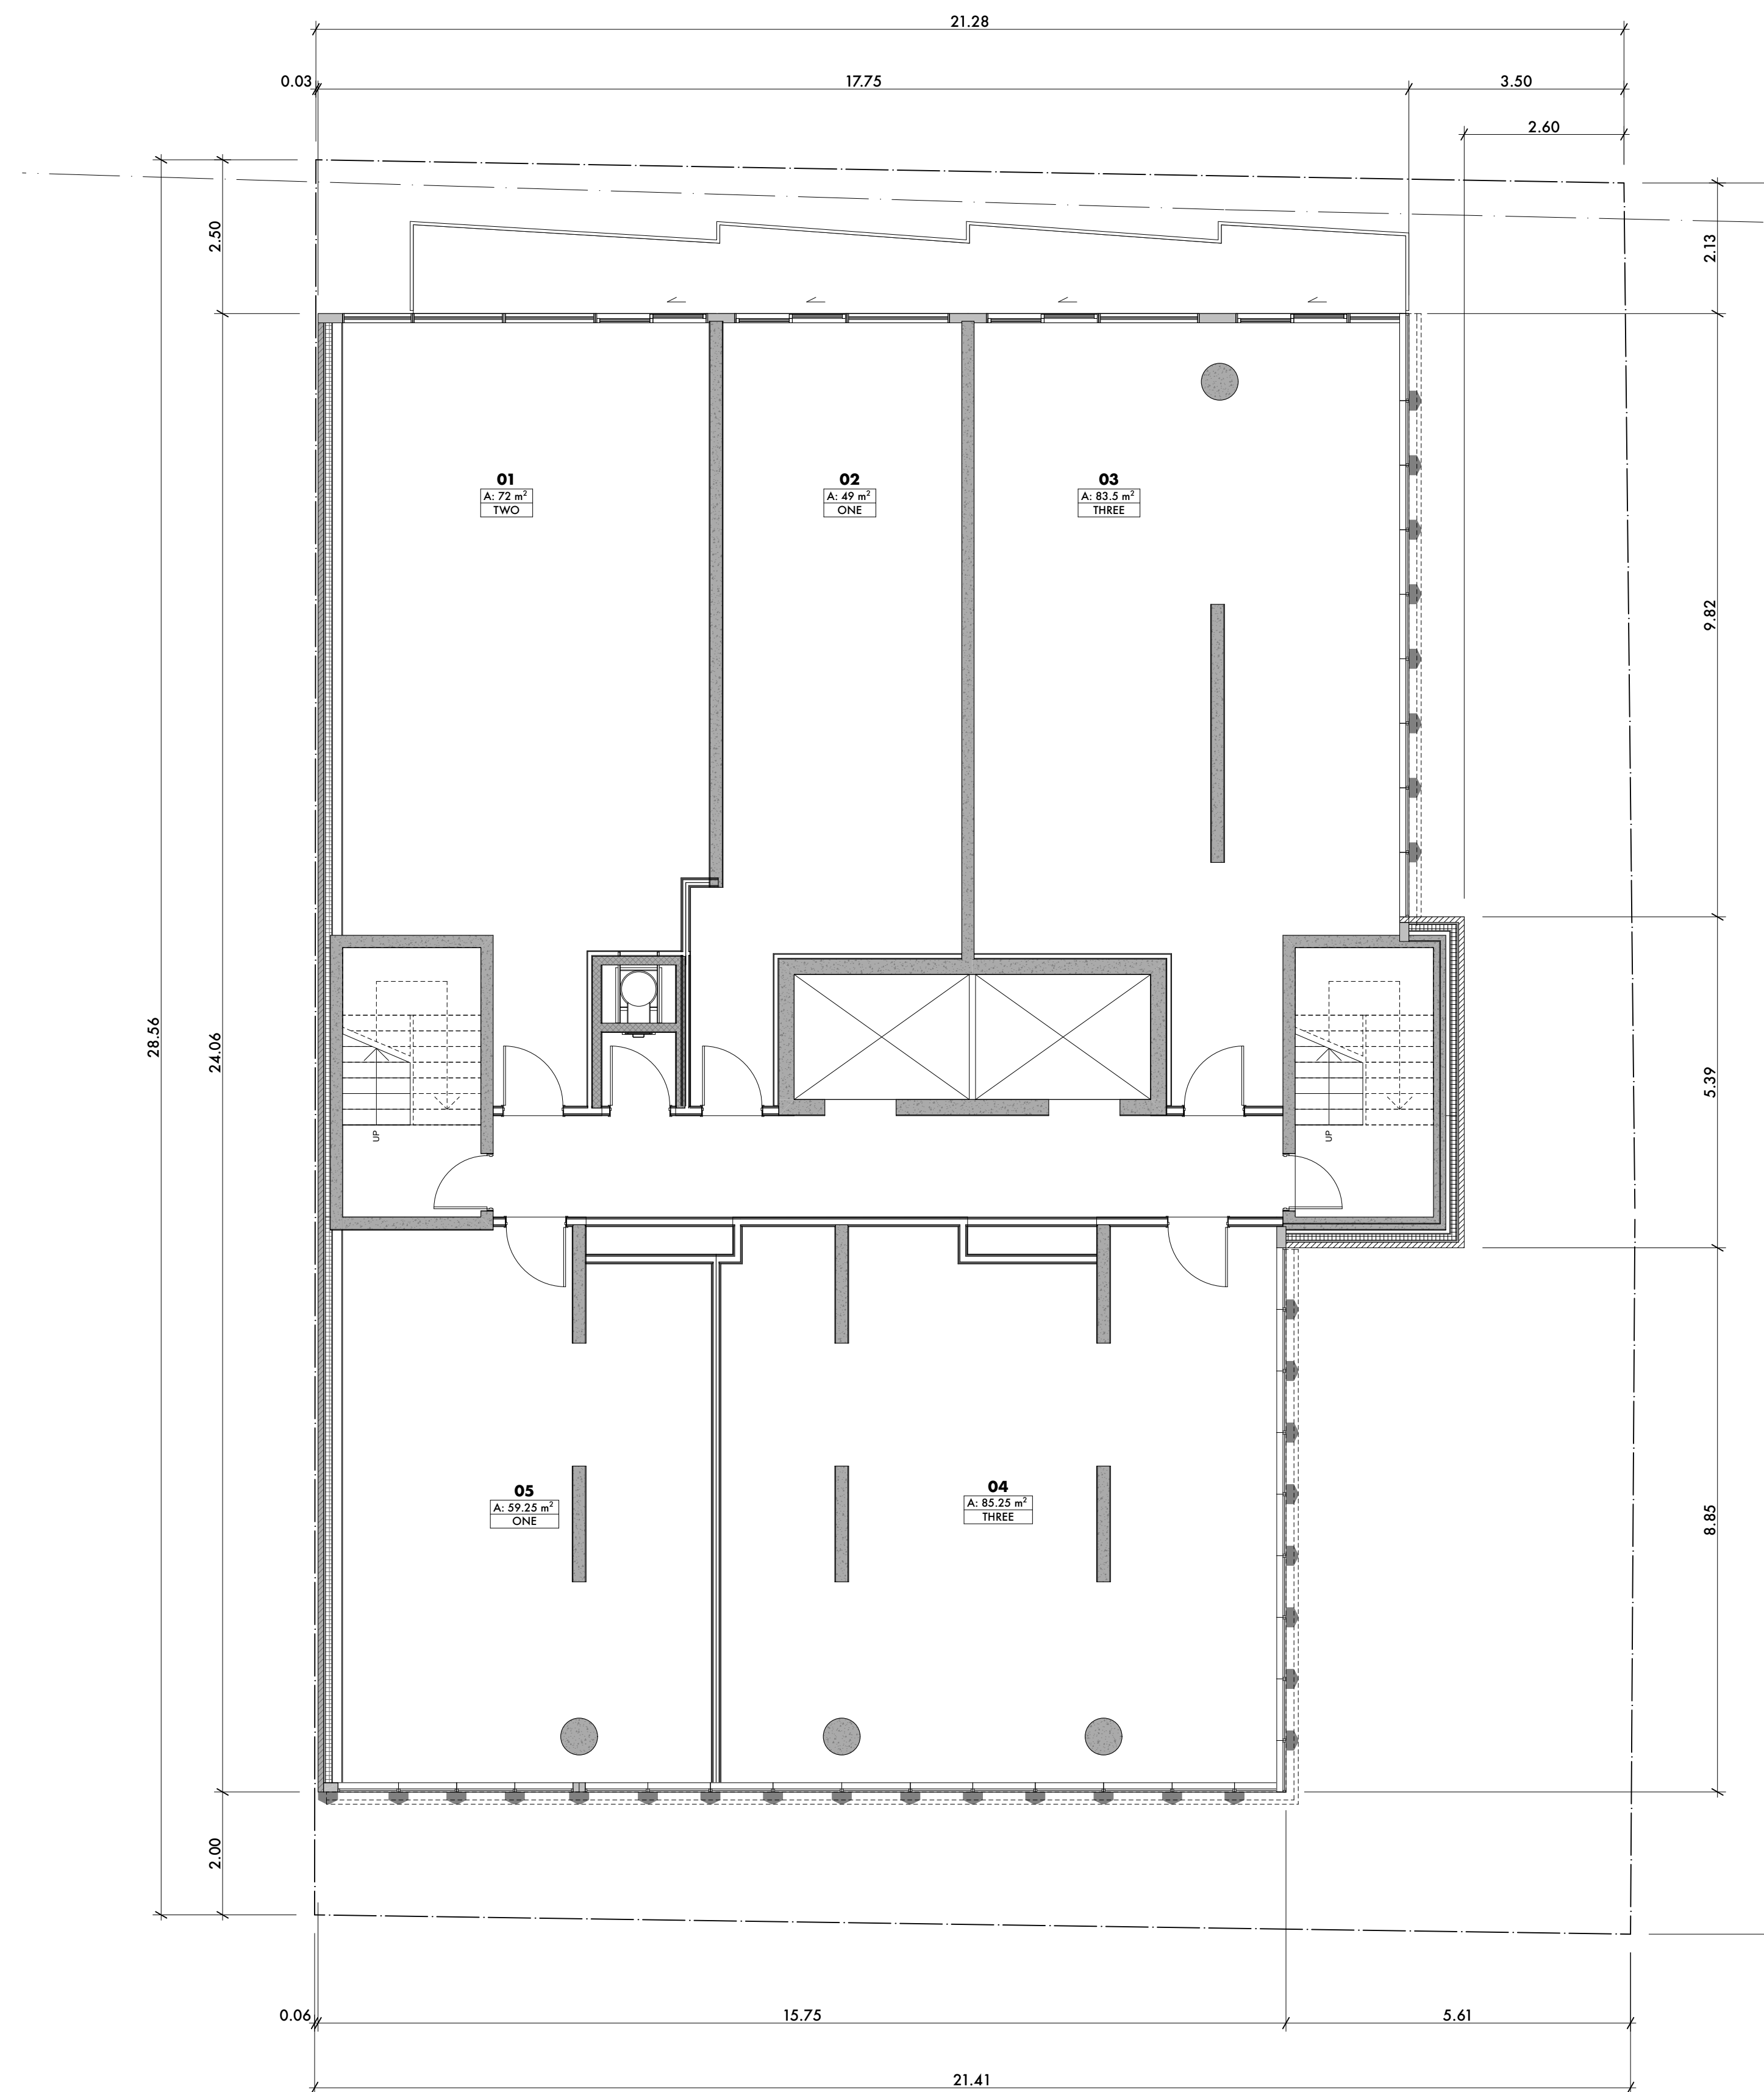 21.28
0.03
17.75
3.50
2.60
2.50
2.13
01
A: 72 m²
TWO
02
A: 49 m²
ONE
03
A: 83.5 m²
THREE
9.82
28.56
24.06
5.39
UP
UP
05
A: 59.25 m²
ONE
04
A: 85.25 m²
THREE
8.85
2.00
0.06
15.75
5.61
21.41